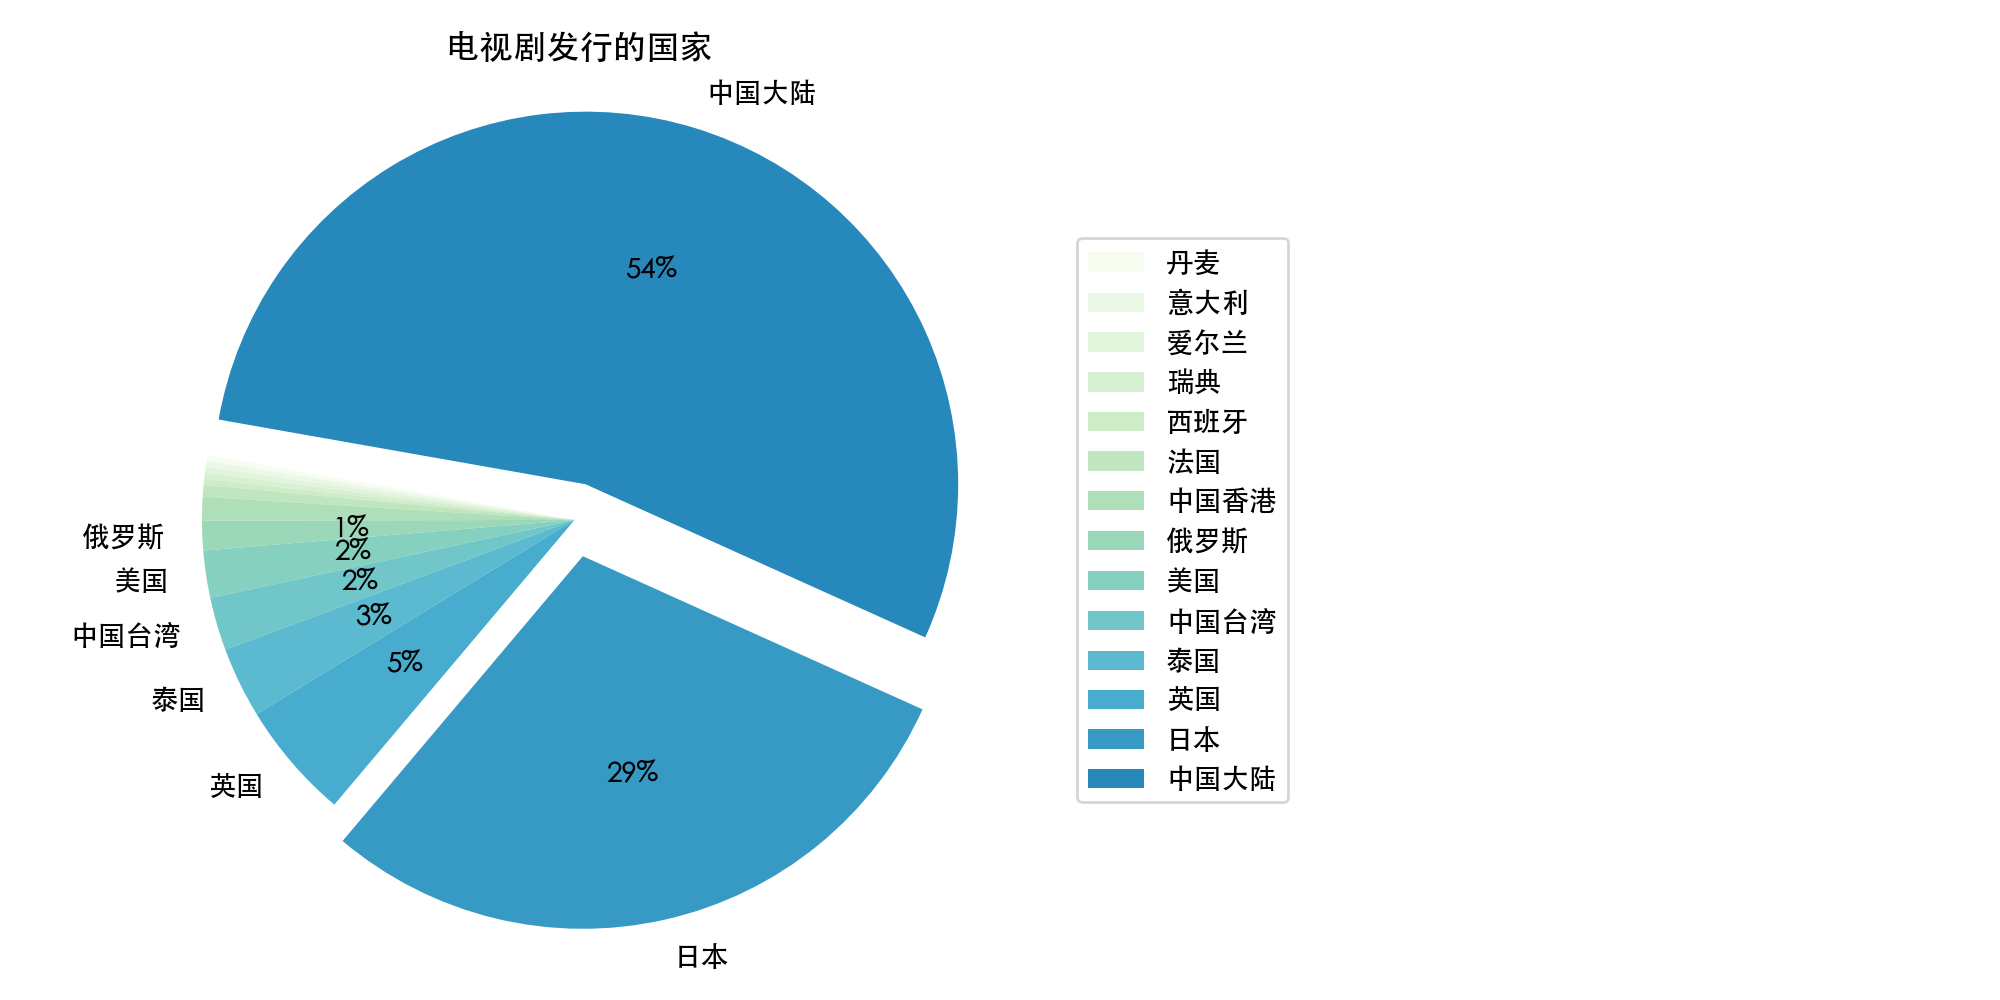 电视剧发行的国家
中国大陆
54%
俄罗斯
1%
2%
美国
2%
3%
中国台湾
5%
泰国
英国
29%
日本
丹麦
意大利
爱尔兰
瑞典
西班牙
法国
中国香港
俄罗斯
美国
中国台湾
泰国
英国
日本
中国大陆